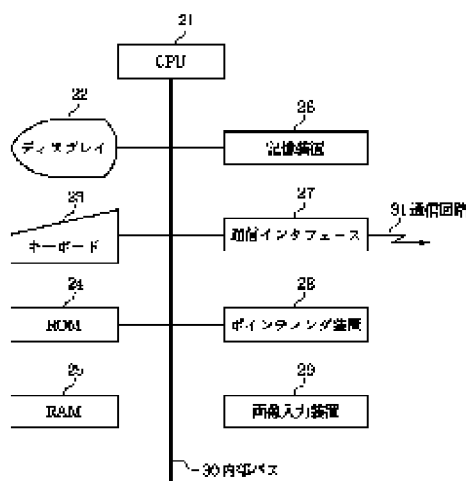 21
CPU
22
ディスプレイ
26
記憶装置
23
キーボード
27
通信インタフェース
31 通信回線
24
ROM
28
ポインティング装置
25
RAM
29
画像入力装置
30 内部バス